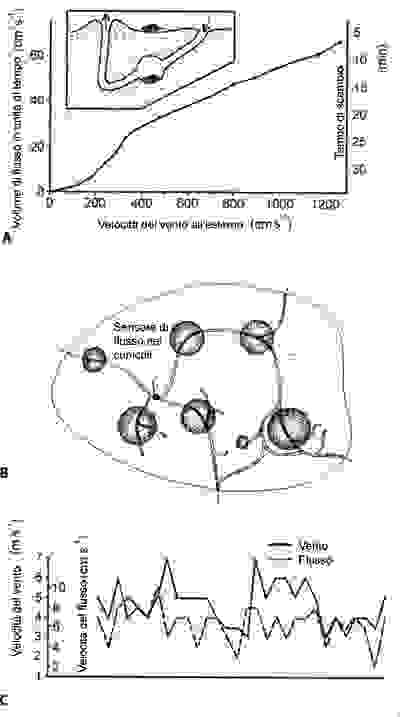 Volume di flusso in unità di tempo (cm³ s⁻¹)
60
40
20
0
0 200 400 600 800 1000 1200
Velocità del vento all'esterno (cm s⁻¹)
5
10
15
20
25
30
Tempo di scambio
(min)
A
Sensore di
flusso nei
cunicoli
B
Vento
Flusso
Velocità del vento (m s⁻¹)
7
6
5
4
3
2
1
Velocità del flusso (cm s⁻¹)
10
8
6
4
2
C